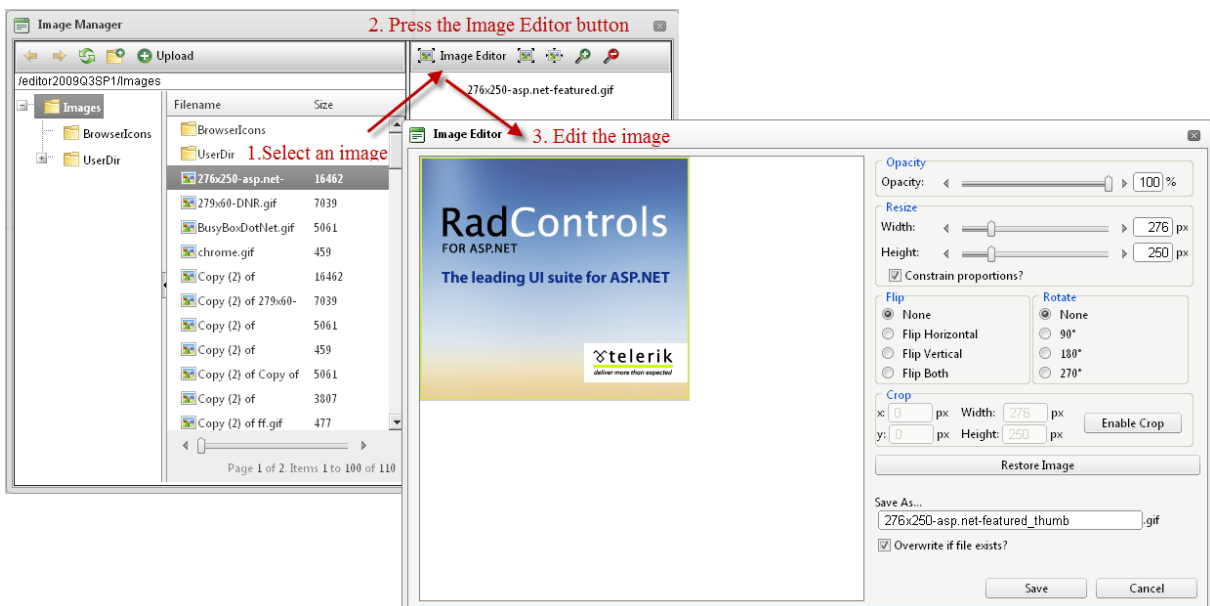 Image Manager
2. Press the Image Editor button
Upload
Image Editor
/editor2009Q3SP1/Images
276x250-asp.net-featured.gif
Images
BrowserIcons
UserDir
Filename Size
BrowserIcons
UserDir
1.Select an image
276x250-asp.net- 16462
279x60-DNR.gif 7039
BusyBoxDotNet.gif 5061
chrome.gif 459
Copy (2) of 16462
Copy (2) of 279x60- 7039
Copy (2) of 5061
Copy (2) of 459
Copy (2) of Copy of 5061
Copy (2) of 3807
Copy (2) of ff.gif 477
Page 1 of 2. Items 1 to 100 of 110
Image Editor
3. Edit the image
RadControls
FOR ASP.NET
The leading UI suite for ASP.NET
telerik
deliver more than expected
Opacity
Opacity: 100 %
Resize
Width: 276 px
Height: 250 px
Constrain proportions?
Flip
None
Flip Horizontal
Flip Vertical
Flip Both
Rotate
None
90°
180°
270°
Crop
x: 0 px Width: 276 px
y: 0 px Height: 250 px
Enable Crop
Restore Image
Save As...
276x250-asp.net-featured_thumb .gif
Overwrite if file exists?
Save Cancel